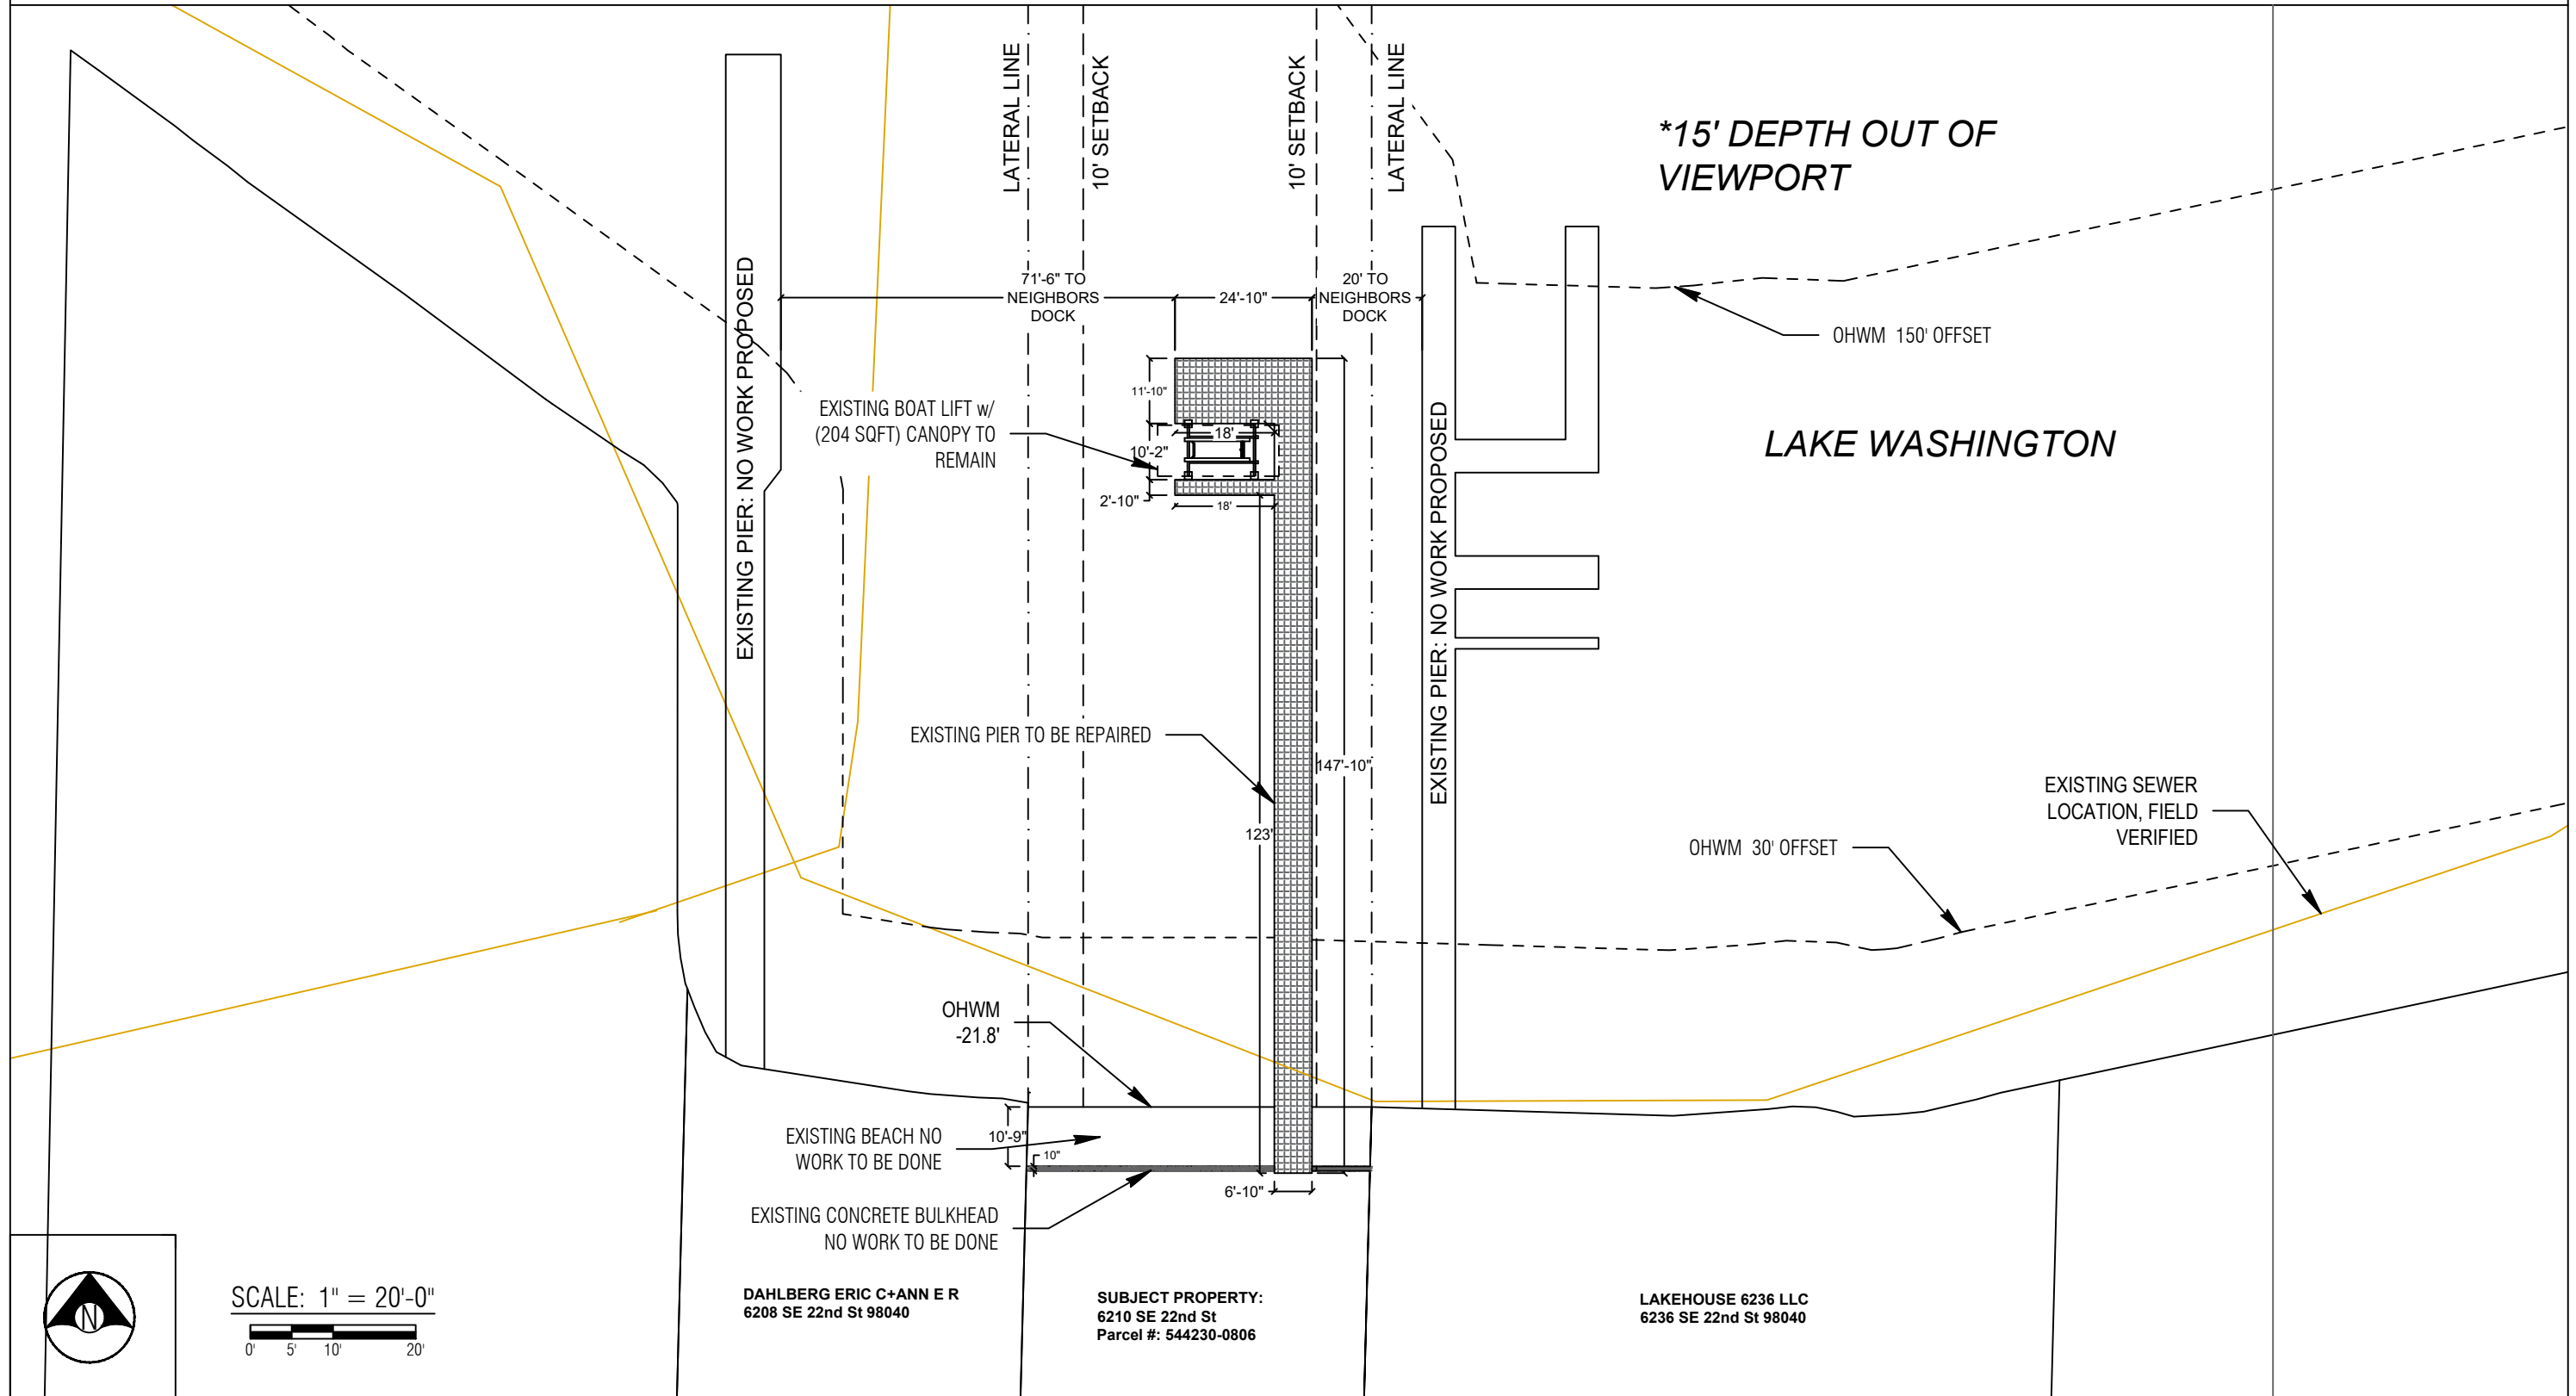 LATERAL LINE
10' SETBACK
10' SETBACK
LATERAL LINE
*15' DEPTH OUT OF
VIEWPORT
EXISTING PIER: NO WORK PROPOSED
71'-6" TO
NEIGHBORS
DOCK
24'-10"
20' TO
NEIGHBORS
DOCK
OHWM 150' OFFSET
11'-10"
EXISTING BOAT LIFT w/
(204 SQFT) CANOPY TO
REMAIN
18'
10'-2"
2'-10"
18'
EXISTING PIER: NO WORK PROPOSED
LAKE WASHINGTON
EXISTING PIER TO BE REPAIRED
147'-10"
123'
EXISTING SEWER
LOCATION, FIELD
VERIFIED
OHWM 30' OFFSET
OHWM
-21.8'
EXISTING BEACH NO
WORK TO BE DONE
10'-9"
10"
6'-10"
EXISTING CONCRETE BULKHEAD
NO WORK TO BE DONE
N
SCALE: 1" = 20'-0"
0' 5' 10' 20'
DAHLBERG ERIC C+ANN E R
6208 SE 22nd St 98040
SUBJECT PROPERTY:
6210 SE 22nd St
Parcel #: 544230-0806
LAKEHOUSE 6236 LLC
6236 SE 22nd St 98040